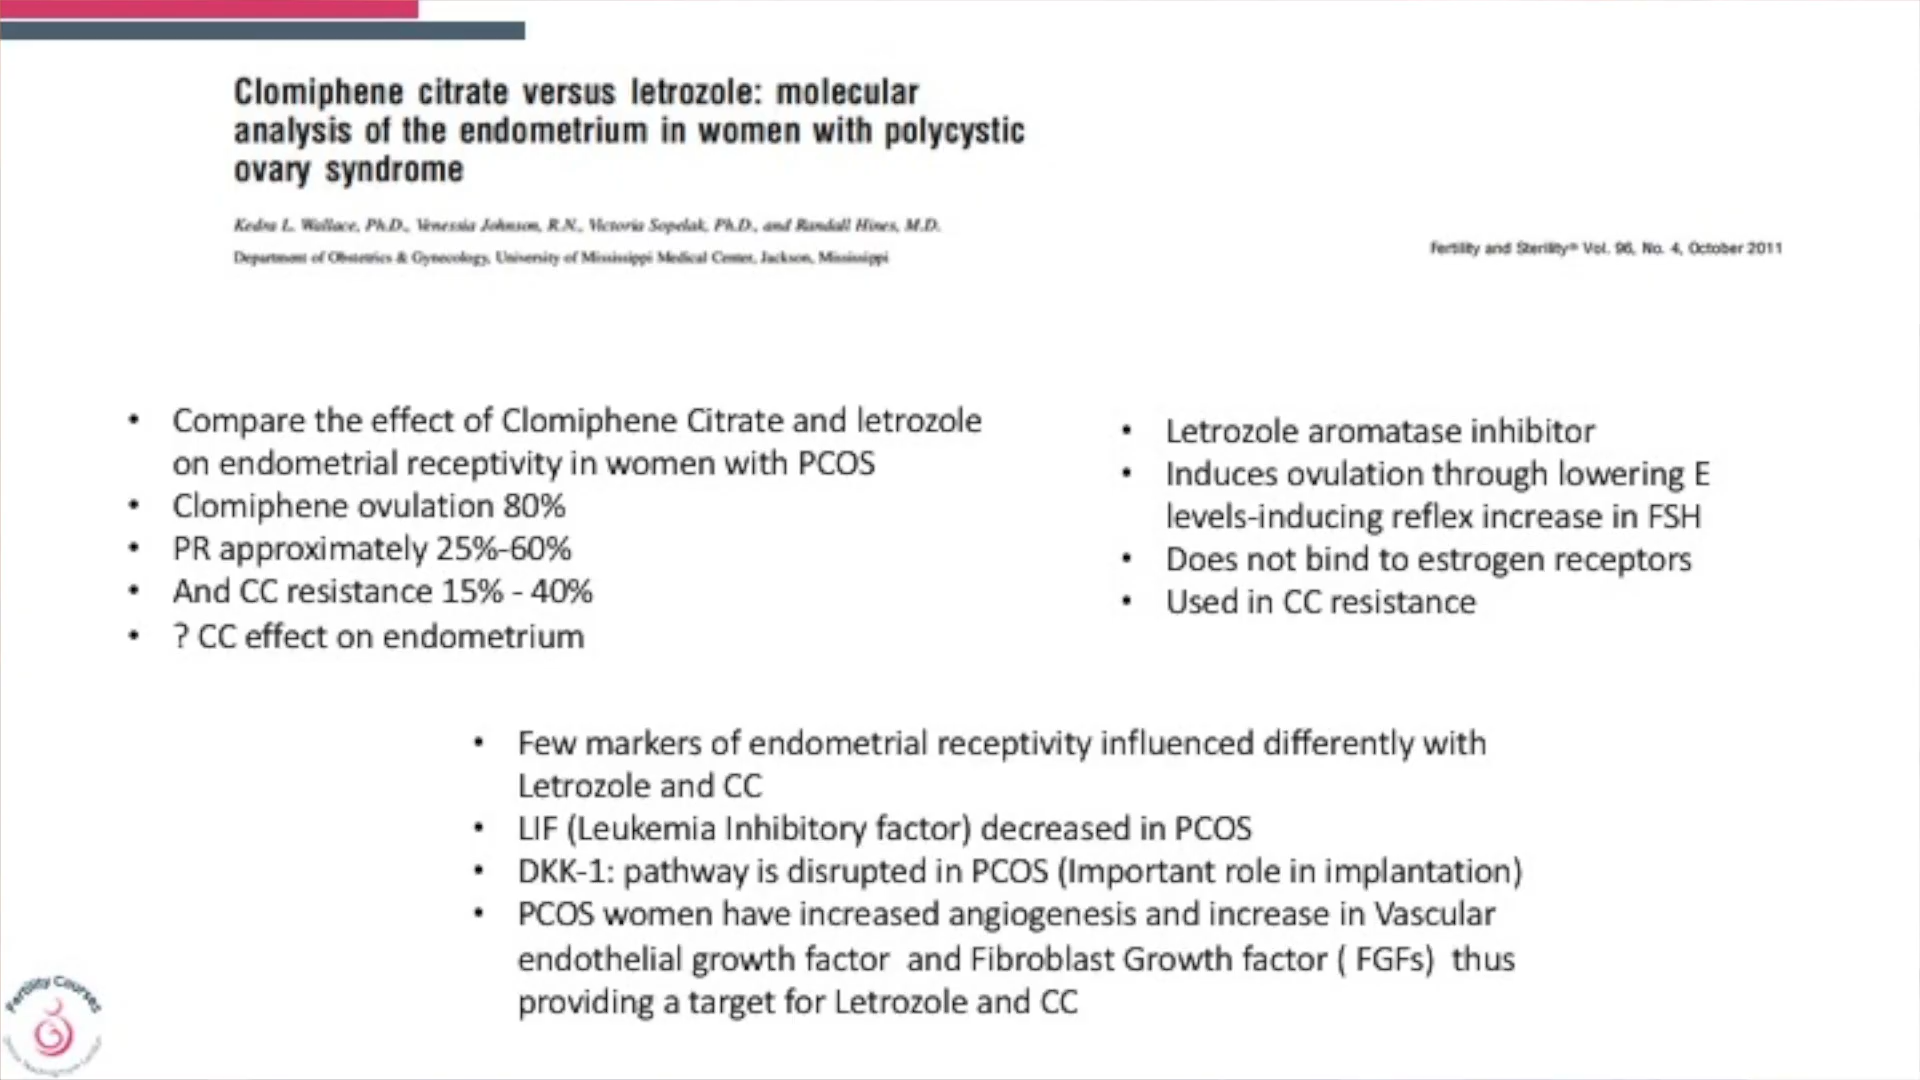 Clomiphene citrate versus letrozole: molecular
analysis of the endometrium in women with polycystic
ovary syndrome
Kedra L. Wallace, Ph.D., Venessia Johnson, R.N., Victoria Sopelak, Ph.D., and Randall Hines, M.D.
Department of Obstetrics & Gynecology, University of Mississippi Medical Center, Jackson, Mississippi
Fertility and Sterility® Vol. 96, No. 4, October 2011
• Compare the effect of Clomiphene Citrate and letrozole
on endometrial receptivity in women with PCOS
• Clomiphene ovulation 80%
• PR approximately 25%-60%
• And CC resistance 15% - 40%
• ? CC effect on endometrium
• Letrozole aromatase inhibitor
• Induces ovulation through lowering E
levels-inducing reflex increase in FSH
• Does not bind to estrogen receptors
• Used in CC resistance
• Few markers of endometrial receptivity influenced differently with
Letrozole and CC
• LIF (Leukemia Inhibitory factor) decreased in PCOS
• DKK-1: pathway is disrupted in PCOS (Important role in implantation)
• PCOS women have increased angiogenesis and increase in Vascular
endothelial growth factor  and Fibroblast Growth factor ( FGFs)  thus
providing a target for Letrozole and CC
Fertility Courses